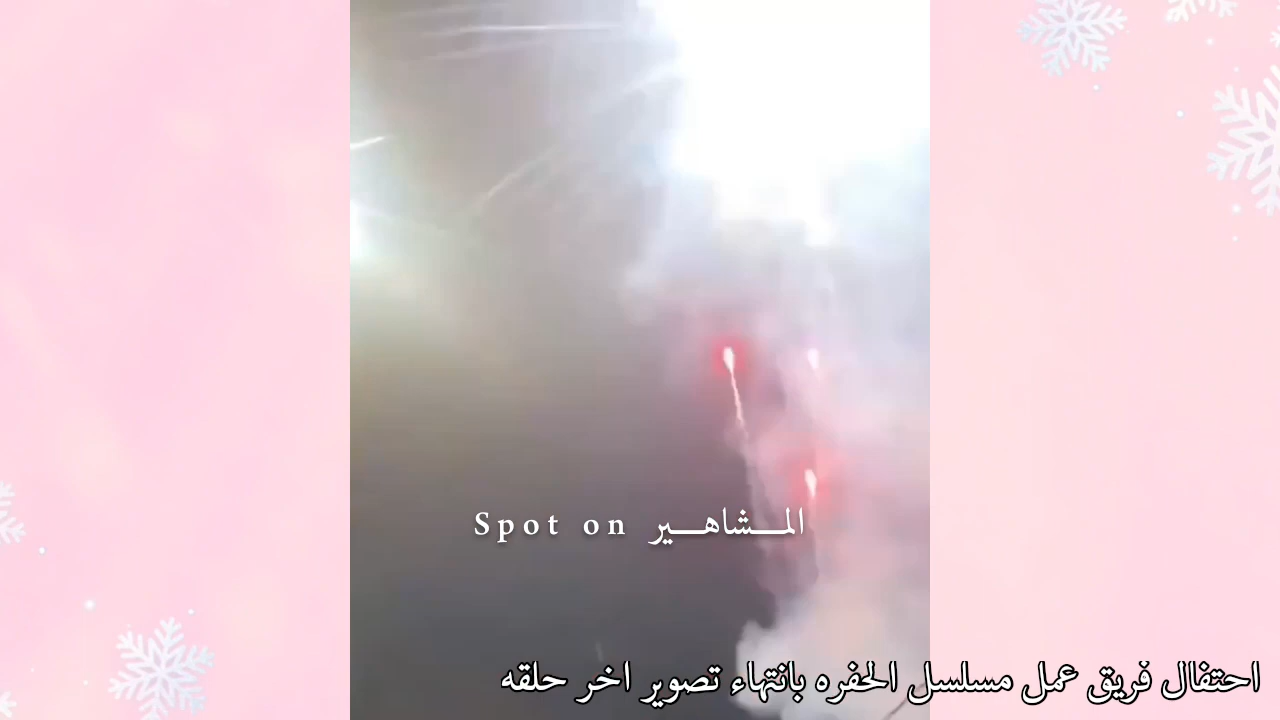 Spot on المـــشاهـــير
احتفال فريق عمل مسلسل الحفره بانتهاء تصوير اخر حلقه